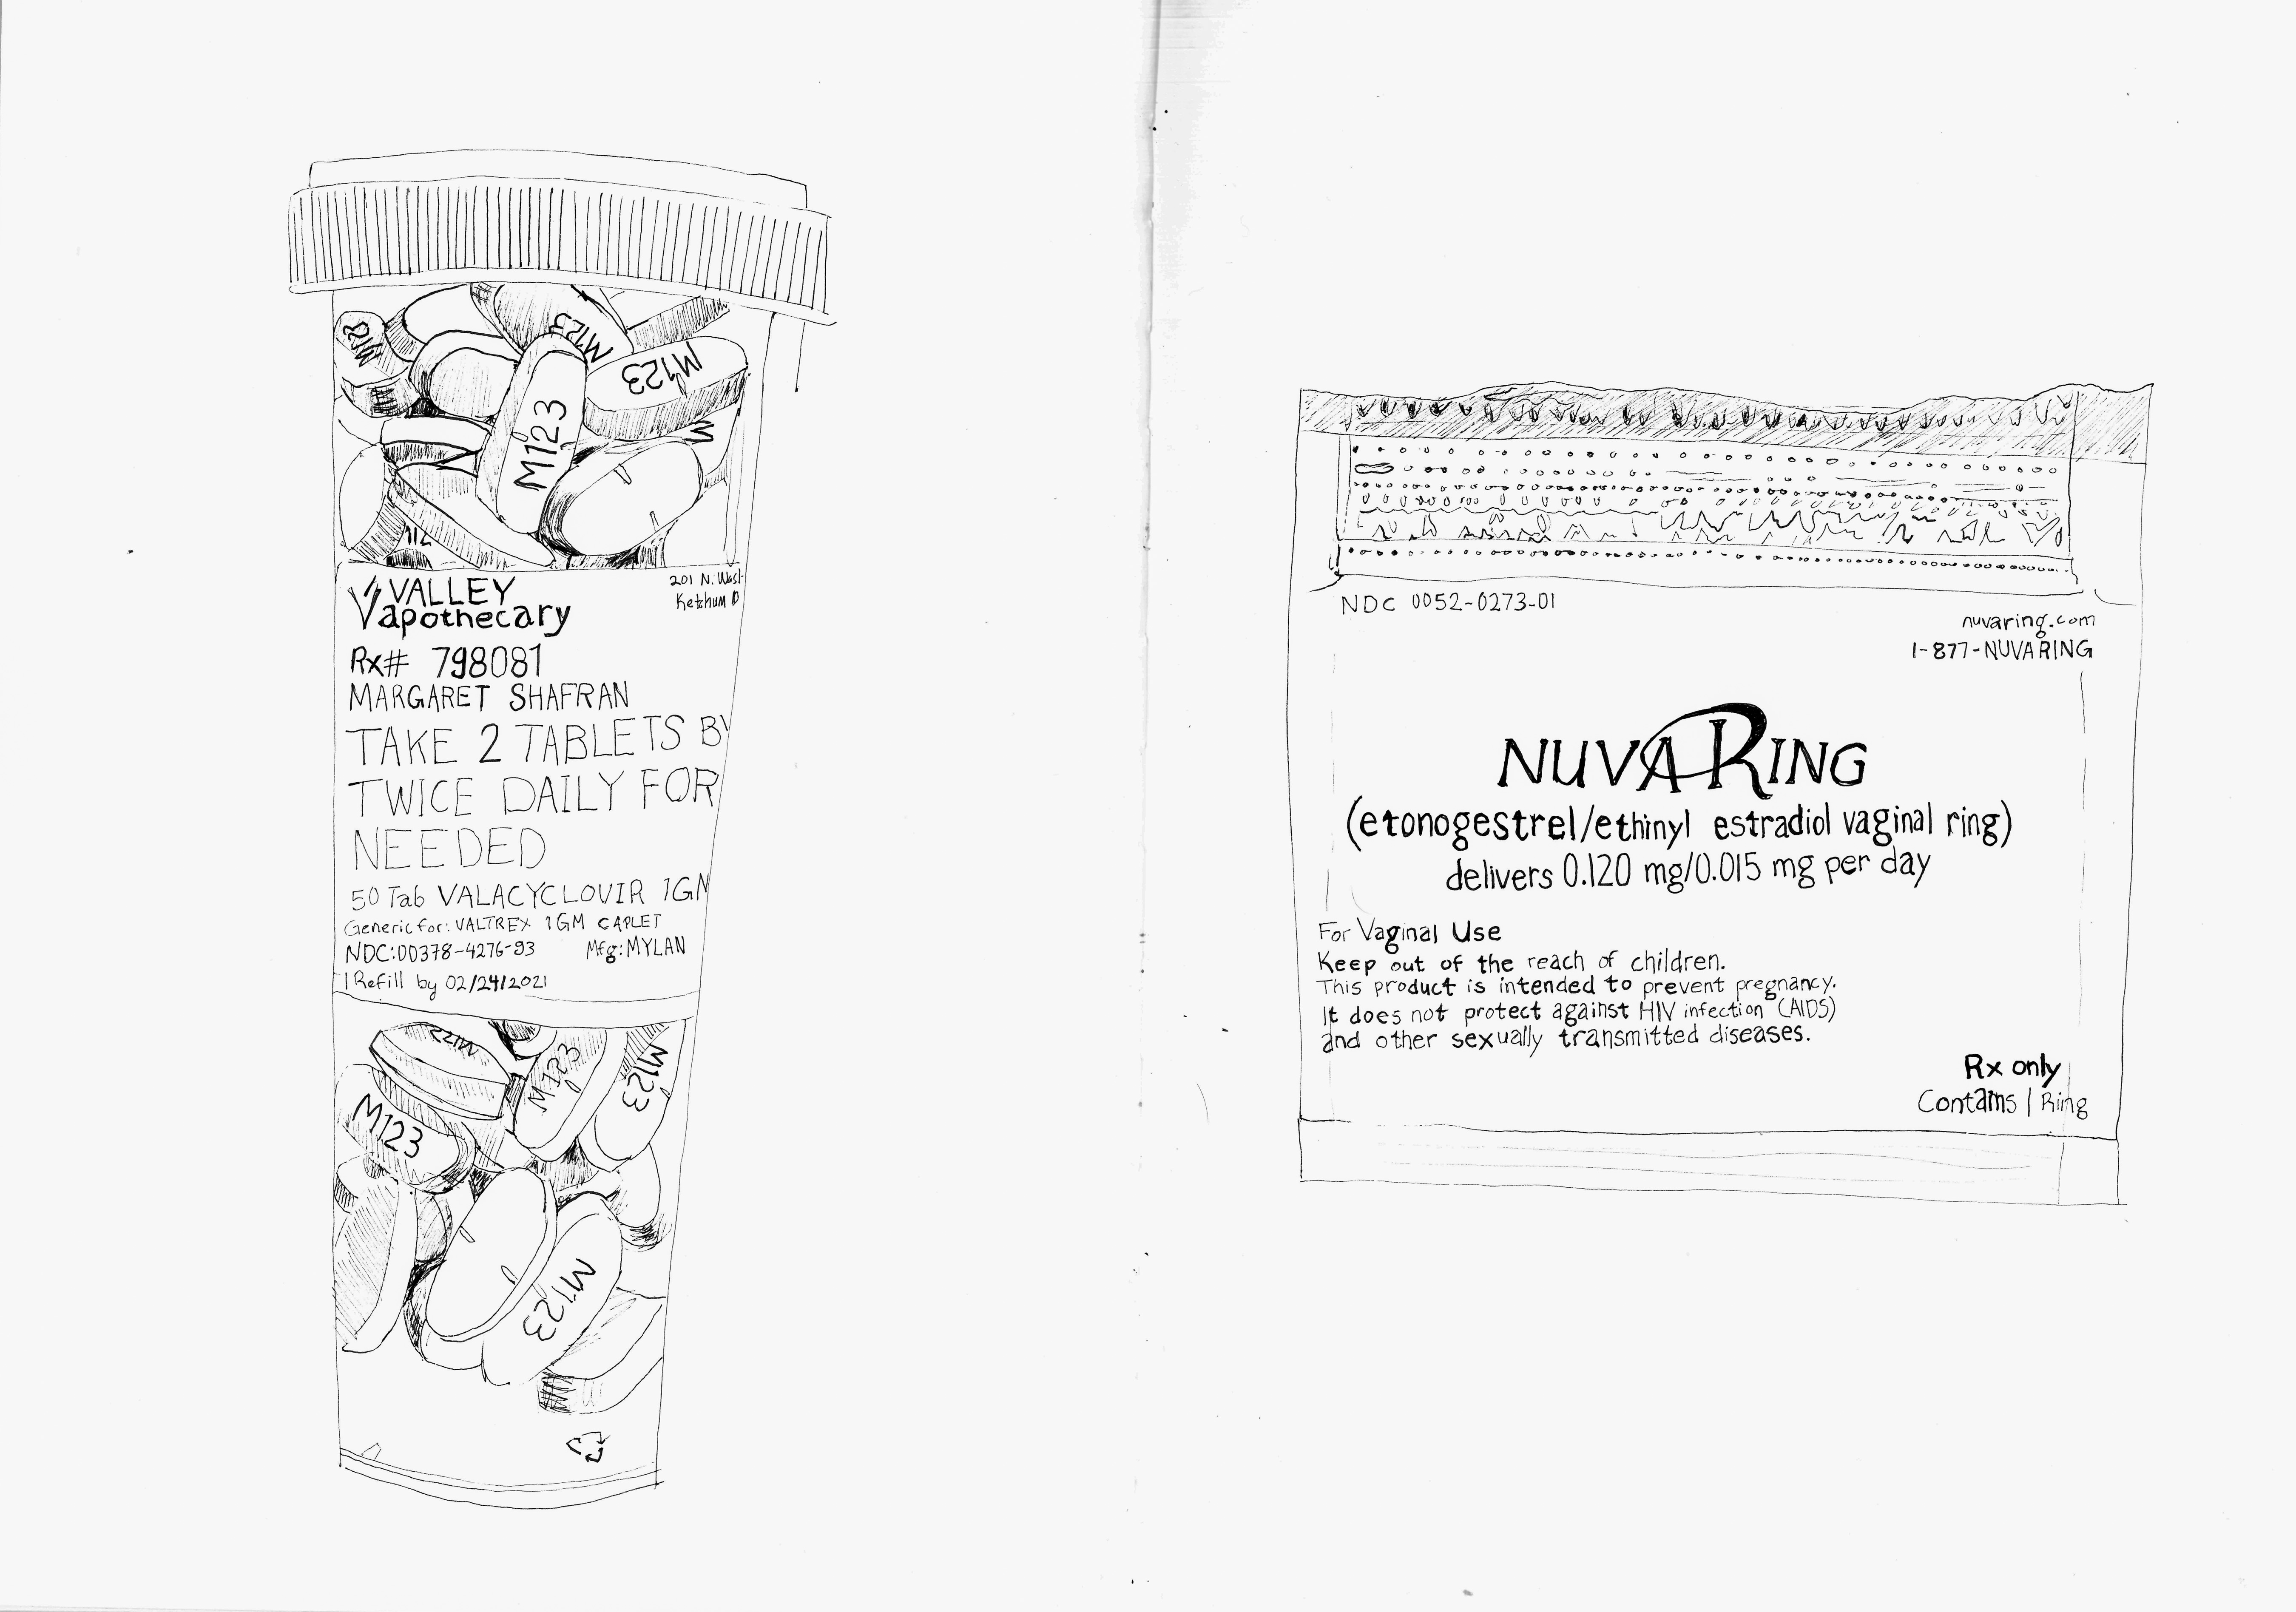 M123
M123
M123
M123
M
VALLEY
apothecary
201 N. Wash
Ketchum ID
Rx# 798081
MARGARET SHAFRAN
TAKE 2 TABLETS BY
TWICE DAILY FOR
NEEDED
50 Tab VALACYCLOVIR 1GM
Generic for: VALTREX 1GM CAPLET
NDC:00378-4276-93 Mfg:MYLAN
1 Refill by 02/24/2021
M123
M123
M123
M123
M123
NDC 0052-0273-01
nuvaring.com
1-877-NUVARING
NUVARING
(etonogestrel/ethinyl estradiol vaginal ring)
delivers 0.120 mg/0.015 mg per day
For Vaginal Use
Keep out of the reach of children.
This product is intended to prevent pregnancy.
It does not protect against HIV infection (AIDS)
and other sexually transmitted diseases.
Rx only
Contains 1 Ring